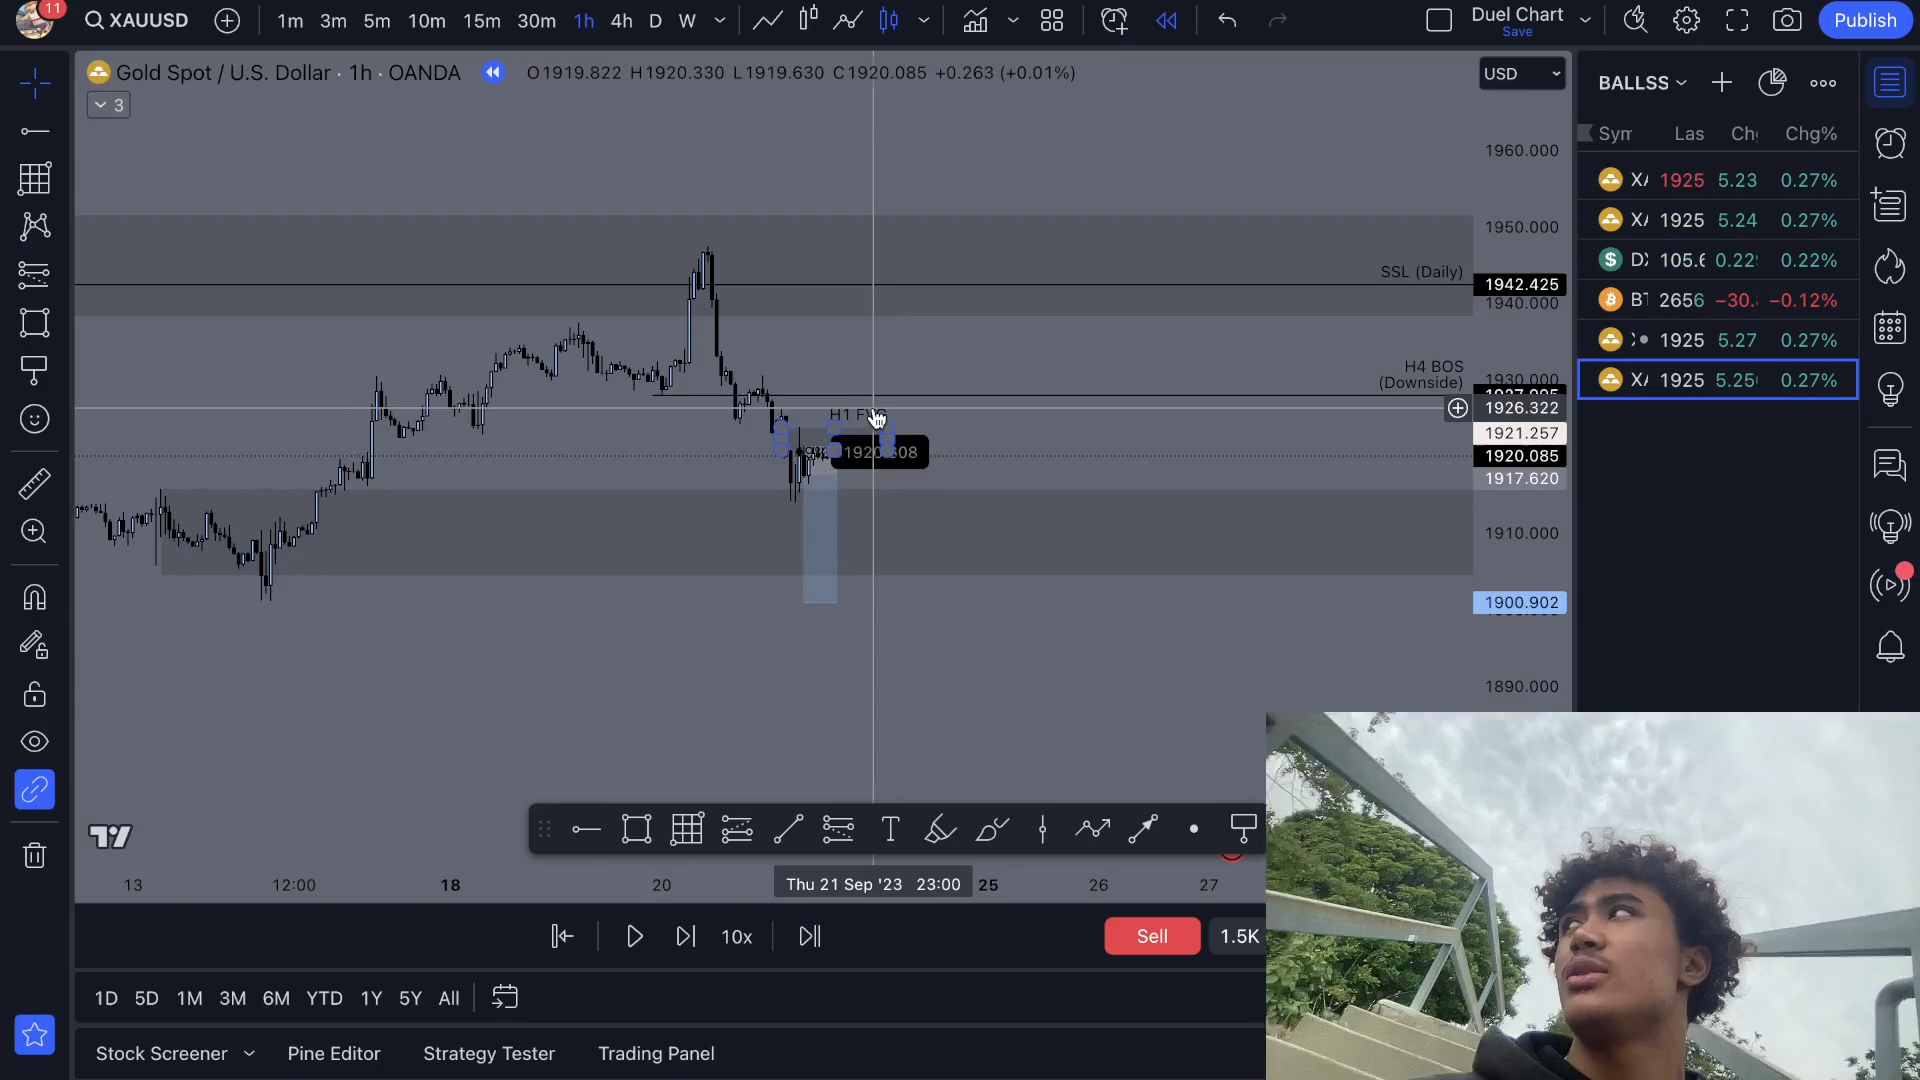 11
XAUUSD
1m 3m 5m 10m 15m 30m 1h 4h D W
Duel Chart
Save
Publish
Gold Spot / U.S. Dollar · 1h · OANDA
O1919.822 H1920.330 L1919.630 C1920.085 +0.263 (+0.01%)
USD
3
BALLSS
Las
Chg%
1960.000
1950.000
SSL (Daily)
1942.425
1940.000
H4 BOS
(Downside)
1930.000
1926.322
H1
1921.257
1920.085
1917.620
1910.000
1900.902
1890.000
1925 5.23 0.27%
1925 5.24 0.27%
0.22%
2656 −0.12%
1925 5.27 0.27%
1925 0.27%
13 12:00 18 20 Thu 21 Sep '23 23:00 25 26 27
10x
Sell
1.5K
1D 5D 1M 3M 6M YTD 1Y 5Y All
Stock Screener Pine Editor Strategy Tester Trading Panel